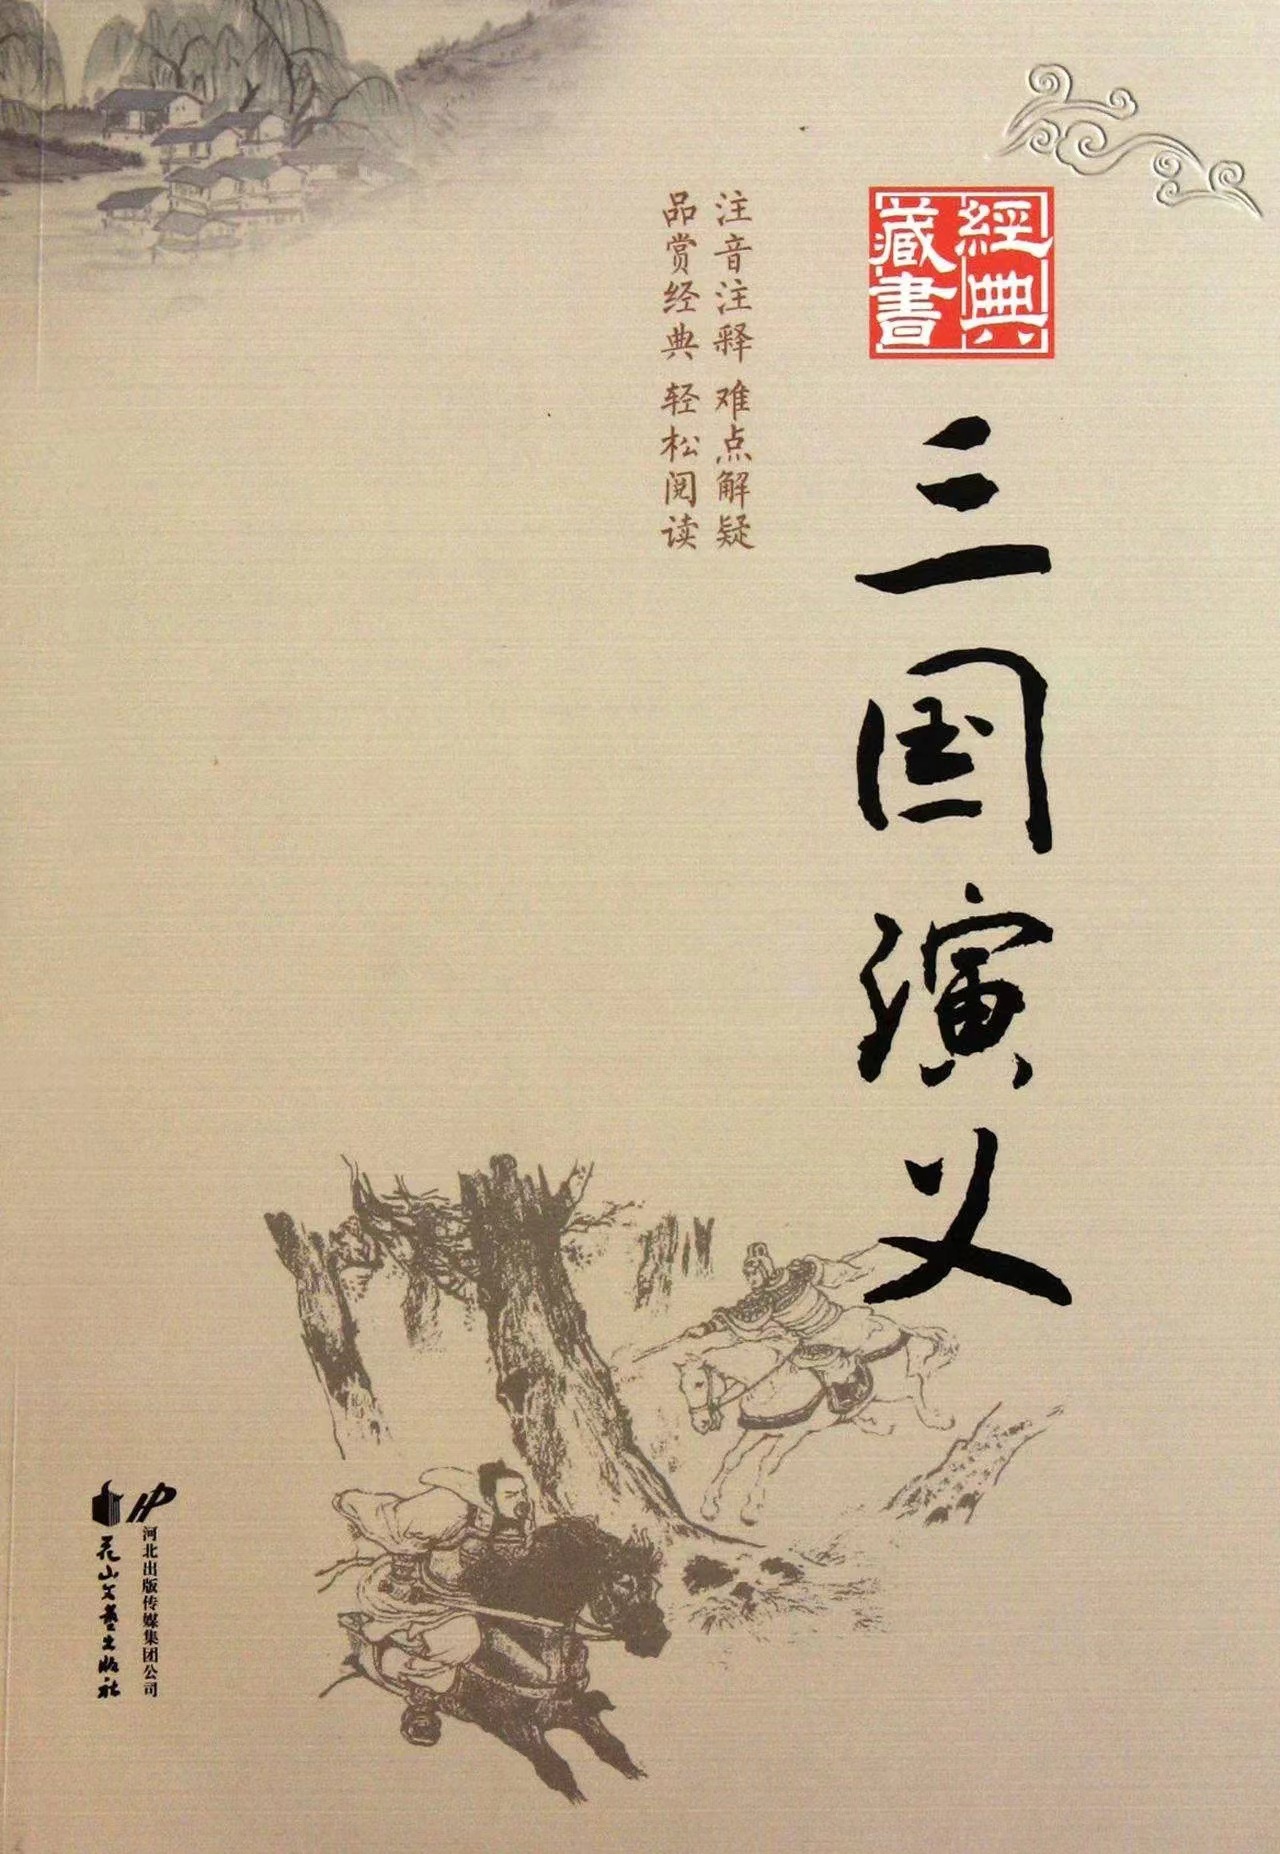 經典
藏書
三国演义
注音注释 难点解疑
品赏经典 轻松阅读
河北出版传媒集团公司
花山文艺出版社